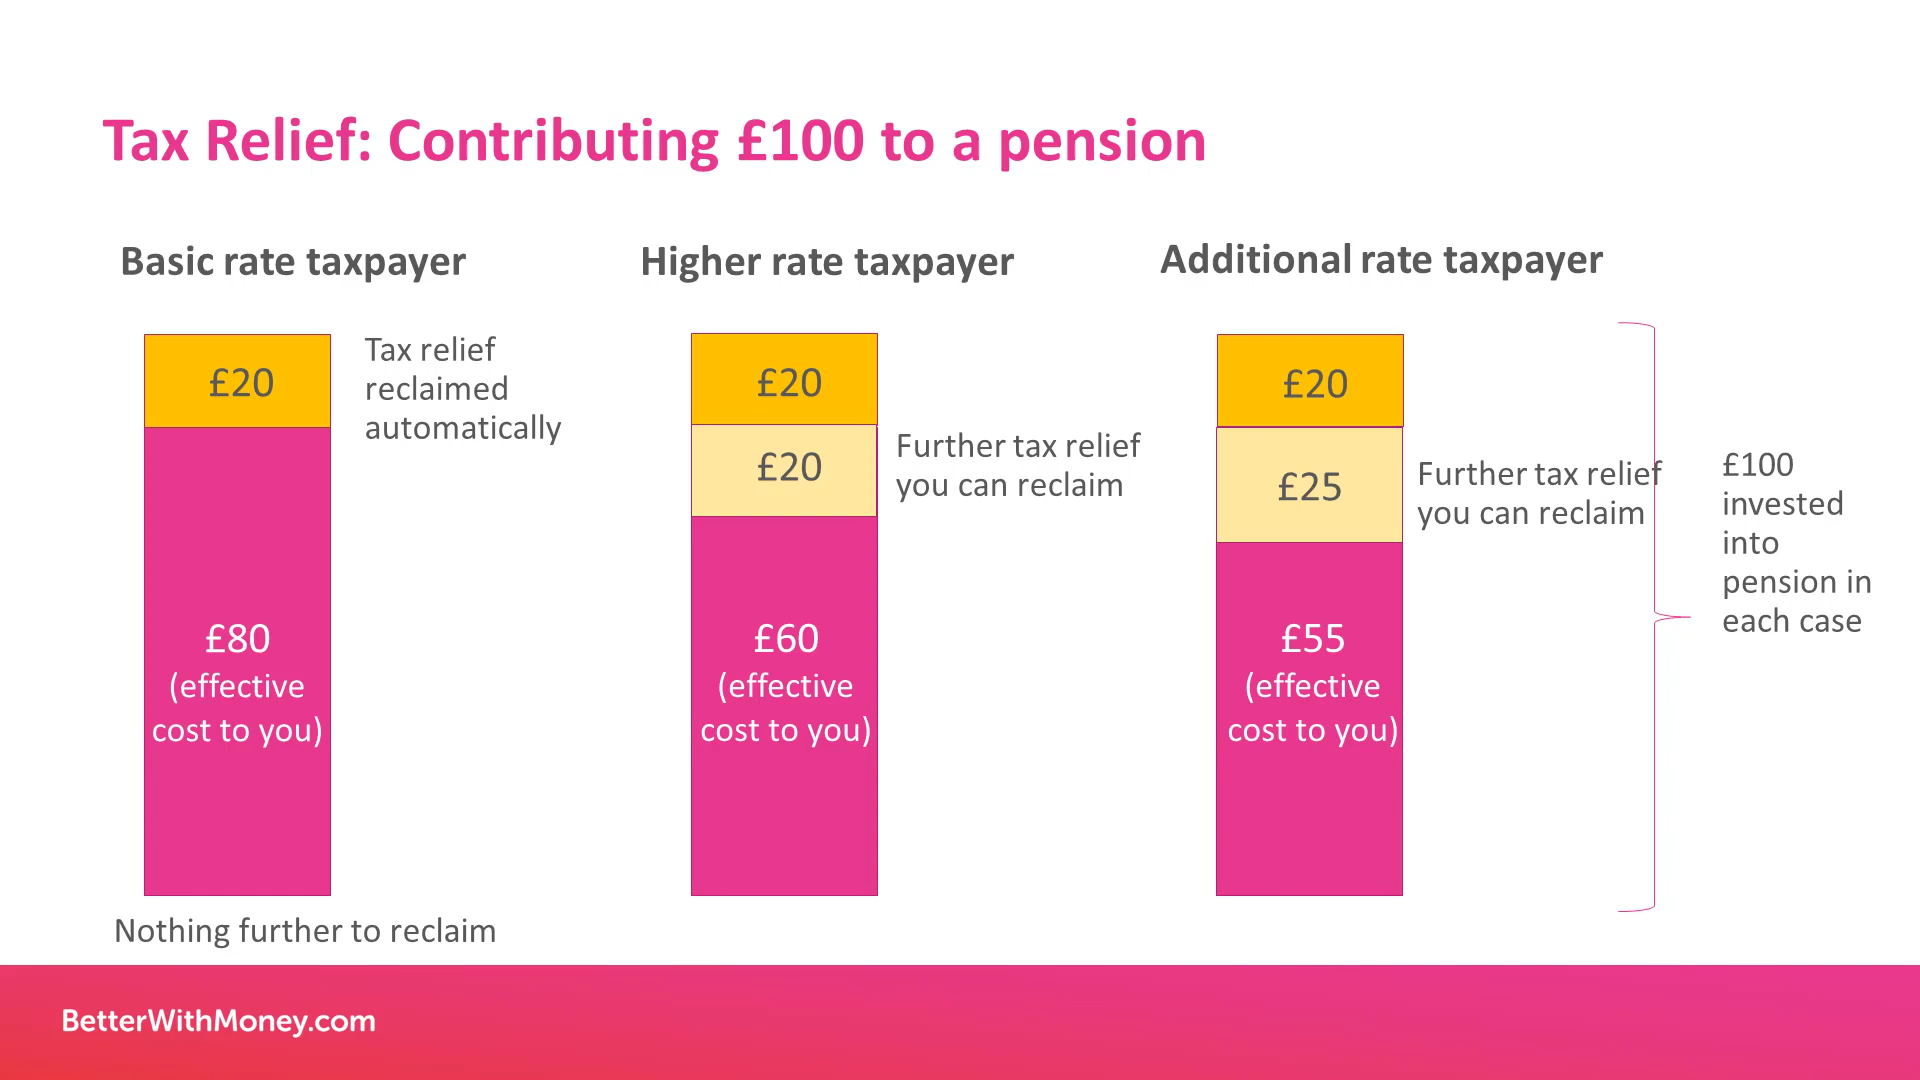 Tax Relief: Contributing £100 to a pension
Basic rate taxpayer
£20
Tax relief
reclaimed
automatically
£80
(effective
cost to you)
Nothing further to reclaim
Higher rate taxpayer
£20
£20
Further tax relief
you can reclaim
£60
(effective
cost to you)
Additional rate taxpayer
£20
£25
Further tax relief
you can reclaim
£55
(effective
cost to you)
£100
invested
into
pension in
each case
BetterWithMoney.com